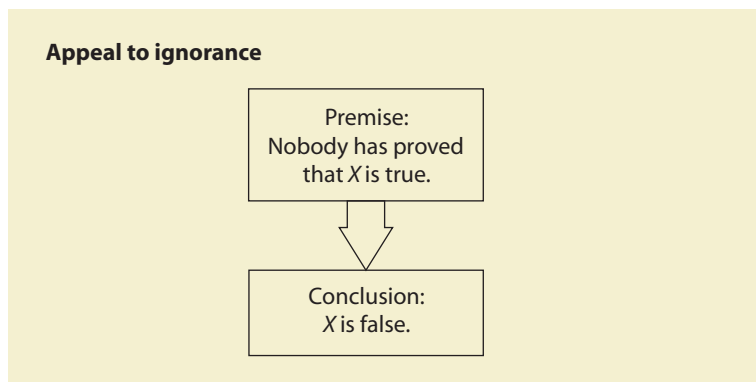 Appeal to ignorance
Premise:
Nobody has proved
that X is true.
Conclusion:
X is false.